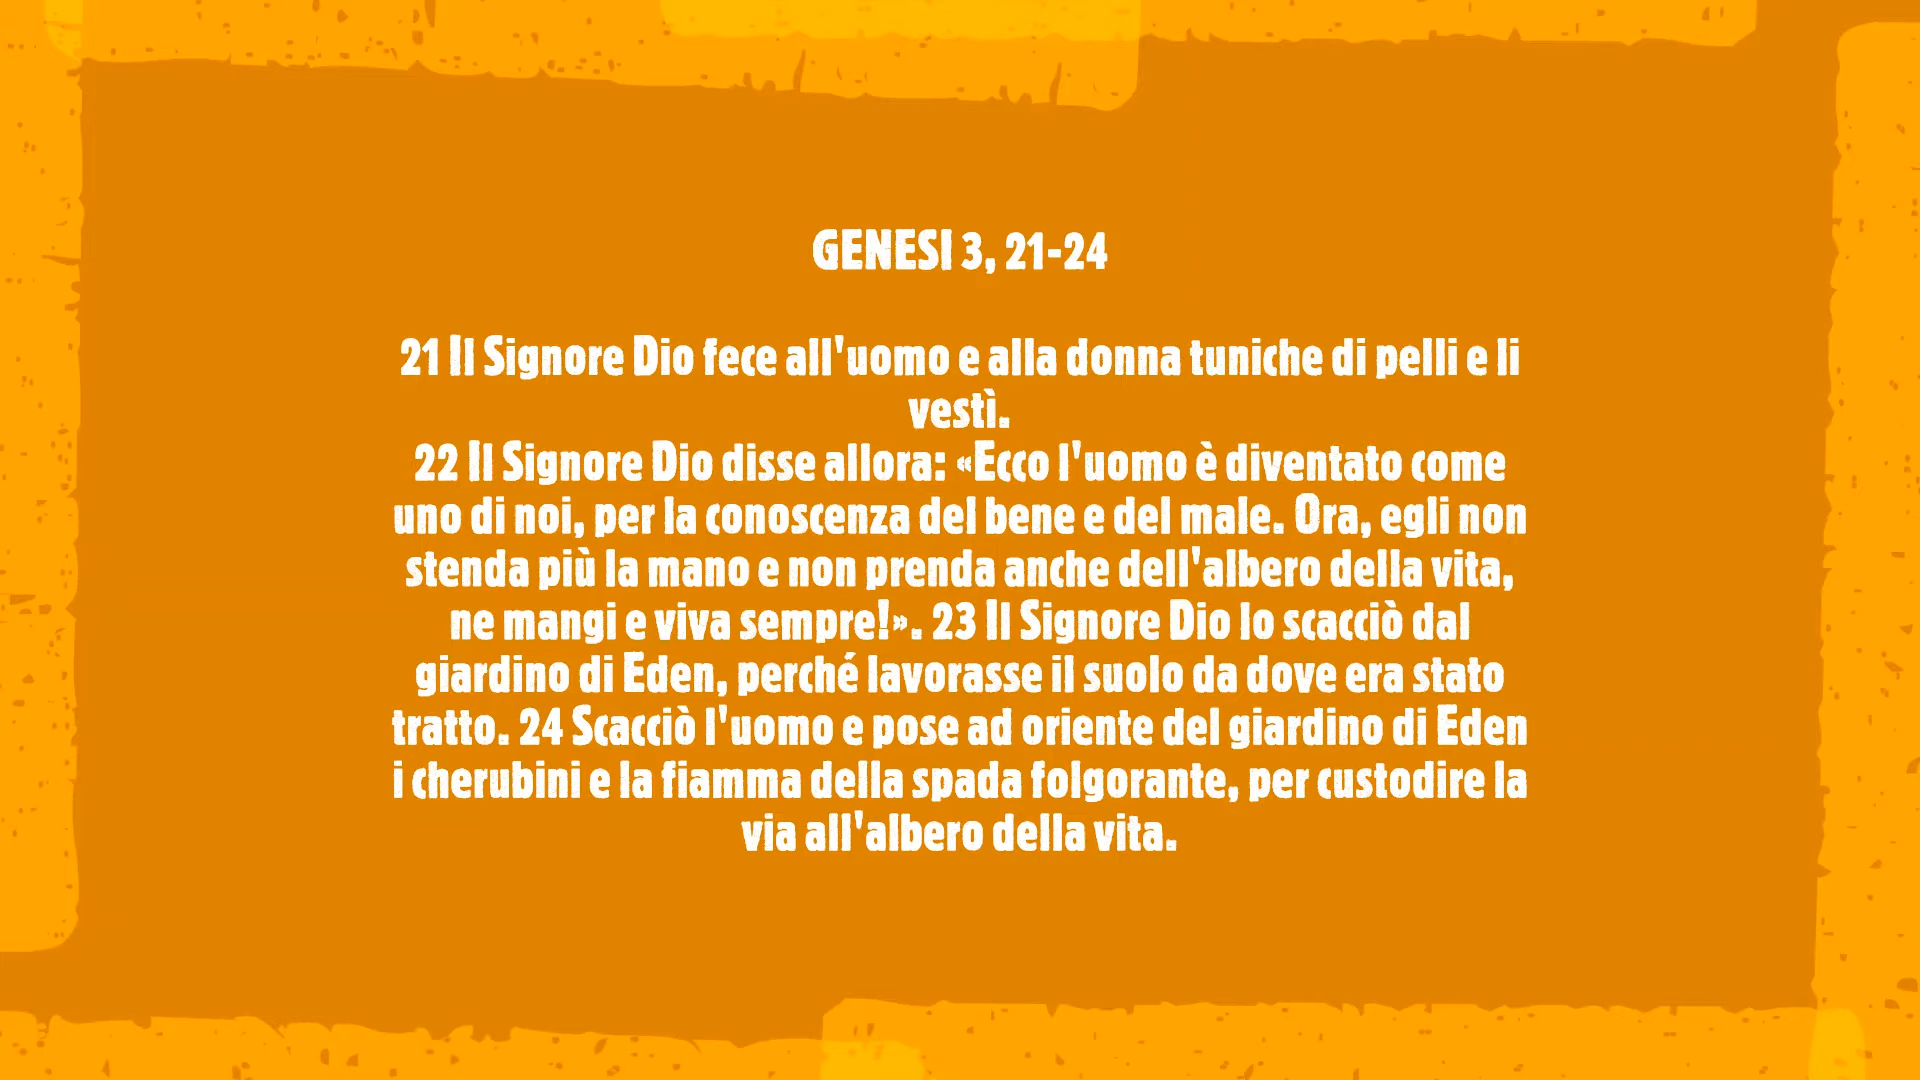 GENESI 3, 21-24
21 Il Signore Dio fece all'uomo e alla donna tuniche di pelli e li
vestì.
22 Il Signore Dio disse allora: «Ecco l'uomo è diventato come
uno di noi, per la conoscenza del bene e del male. Ora, egli non
stenda più la mano e non prenda anche dell'albero della vita,
ne mangi e viva sempre!». 23 Il Signore Dio lo scacciò dal
giardino di Eden, perché lavorasse il suolo da dove era stato
tratto. 24 Scacciò l'uomo e pose ad oriente del giardino di Eden
i cherubini e la fiamma della spada folgorante, per custodire la
via all'albero della vita.